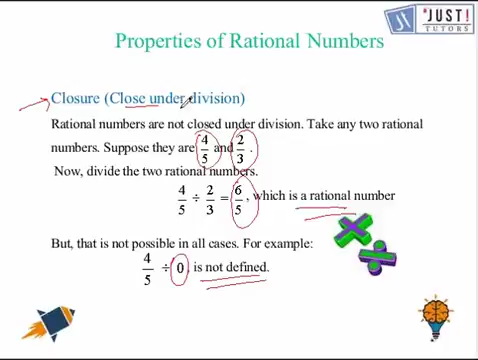 JUST!
TUTORS
Properties of Rational Numbers
Closure (Close under division)
Rational numbers are not closed under division. Take any two rational
numbers. Suppose they are 4/5 and 2/3 .
Now, divide the two rational numbers.
4/5 ÷ 2/3 = 6/5, which is a rational number
But, that is not possible in all cases. For example:
4/5 ÷ 0, is not defined.